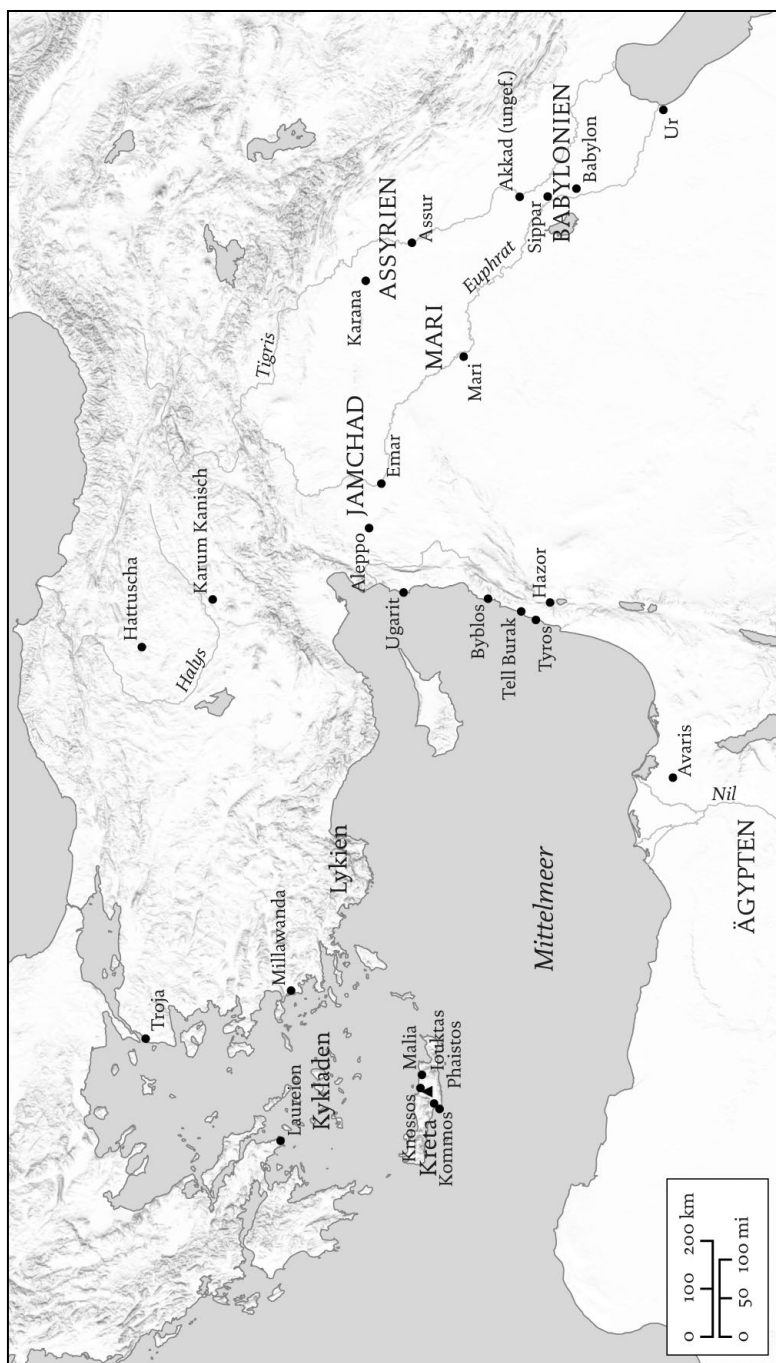 Troja
Hattuscha
Halys
Karum Kanisch
Laureion
Millawanda
Kykladen
Lykien
Tigris
Karana
ASSYRIEN
Assur
Aleppo
JAMCHAD
Emar
Ugarit
MARI
Mari
Euphrat
Akkad (ungef.)
Sippar
BABYLONIEN
Babylon
Ur
Knossos
Malia
Kreta
Iouktas
Phaistos
Kommos
Byblos
Tell Burak
Tyros
Hazor
Mittelmeer
Avaris
Nil
ÄGYPTEN
0 100 200 km
0 50 100 mi